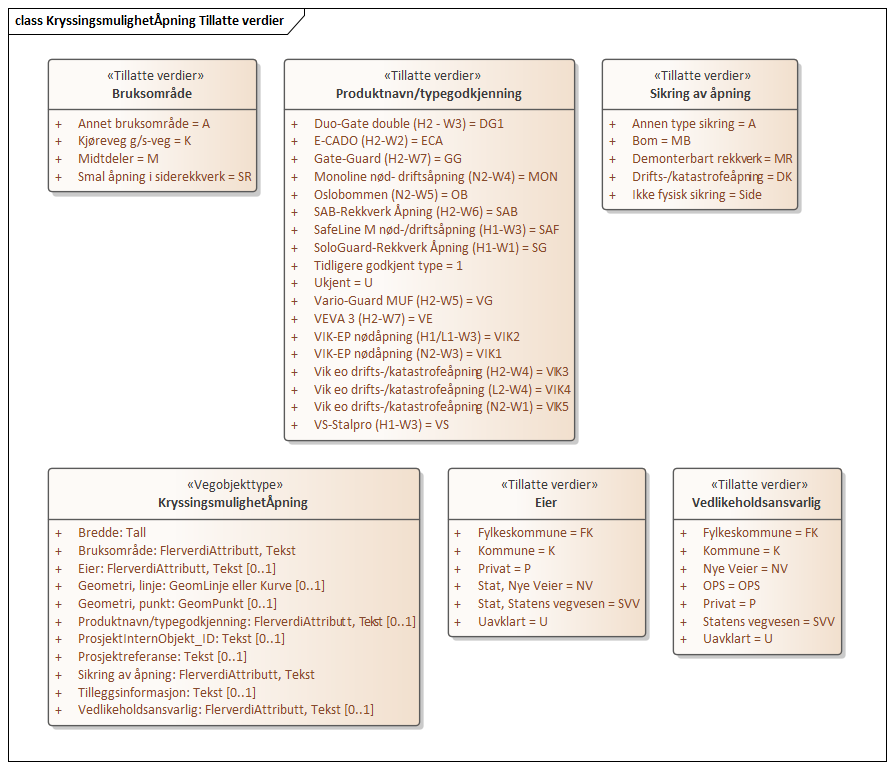 class KryssingsmulighetÅpning Tillatte verdier
«Tillatte verdier»
Bruksområde
+ Annet bruksområde = A
+ Kjøreveg g/s-veg = K
+ Midtdeler = M
+ Smal åpning i siderekkverk = SR
«Tillatte verdier»
Produktnavn/typegodkjenning
+ Duo-Gate double (H2 - W3) = DG1
+ E-CADO (H2-W2) = ECA
+ Gate-Guard (H2-W7) = GG
+ Monoline nød- driftsåpning (N2-W4) = MON
+ Oslobommen (N2-W5) = OB
+ SAB-Rekkverk Åpning (H2-W6) = SAB
+ SafeLine M nød-/driftsåpning (H1-W3) = SAF
+ SoloGuard-Rekkverk Åpning (H1-W1) = SG
+ Tidligere godkjent type = 1
+ Ukjent = U
+ Vario-Guard MUF (H2-W5) = VG
+ VEVA 3 (H2-W7) = VE
+ VIK-EP nødåpning (H1/L1-W3) = VIK2
+ VIK-EP nødåpning (N2-W3) = VIK1
+ Vik eo drifts-/katastrofeåpning (H2-W4) = VIK3
+ Vik eo drifts-/katastrofeåpning (L2-W4) = VIK4
+ Vik eo drifts-/katastrofeåpning (N2-W1) = VIK5
+ VS-Stalpro (H1-W3) = VS
«Tillatte verdier»
Sikring av åpning
+ Annen type sikring = A
+ Bom = MB
+ Demonterbart rekkverk = MR
+ Drifts-/katastrofeåpning = DK
+ Ikke fysisk sikring = Side
«Vegobjekttype»
KryssingsmulighetÅpning
+ Bredde: Tall
+ Bruksområde: FlerverdiAttributt, Tekst
+ Eier: FlerverdiAttributt, Tekst [0..1]
+ Geometri, linje: GeomLinje eller Kurve [0..1]
+ Geometri, punkt: GeomPunkt [0..1]
+ Produktnavn/typegodkjenning: FlerverdiAttributt, Tekst [0..1]
+ ProsjektInternObjekt_ID: Tekst [0..1]
+ Prosjektreferanse: Tekst [0..1]
+ Sikring av åpning: FlerverdiAttributt, Tekst
+ Tilleggsinformasjon: Tekst [0..1]
+ Vedlikeholdsansvarlig: FlerverdiAttributt, Tekst [0..1]
«Tillatte verdier»
Eier
+ Fylkeskommune = FK
+ Kommune = K
+ Privat = P
+ Stat, Nye Veier = NV
+ Stat, Statens vegvesen = SVV
+ Uavklart = U
«Tillatte verdier»
Vedlikeholdsansvarlig
+ Fylkeskommune = FK
+ Kommune = K
+ Nye Veier = NV
+ OPS = OPS
+ Privat = P
+ Statens vegvesen = SVV
+ Uavklart = U